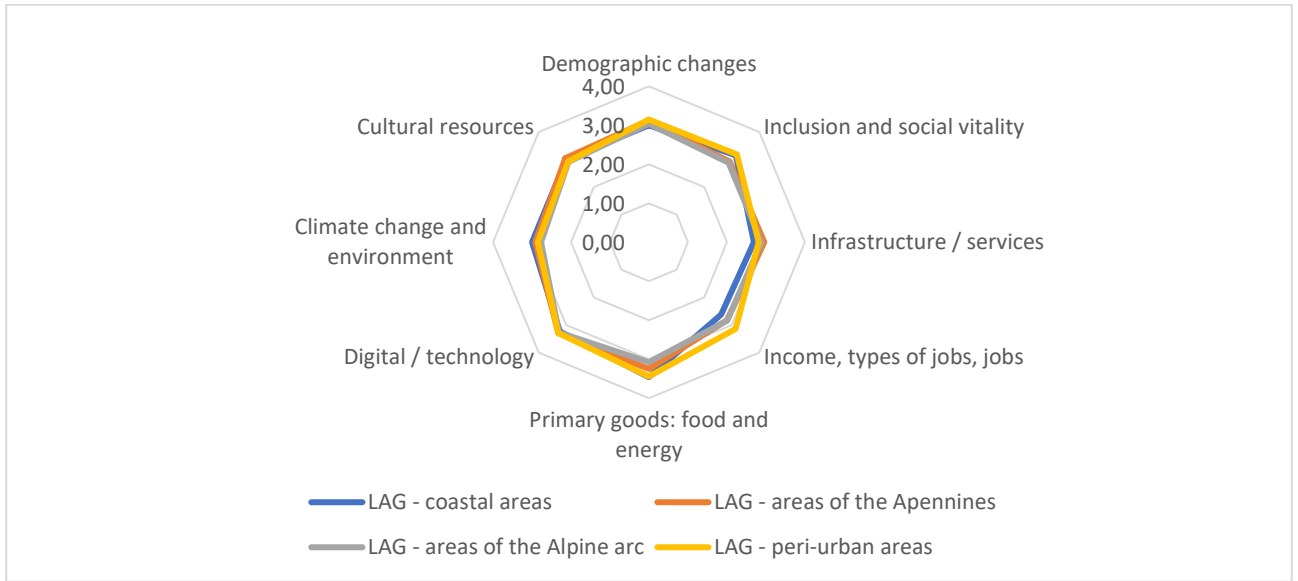 Demographic changes
4,00
3,00
2,00
1,00
0,00
Cultural resources
Inclusion and social vitality
Climate change and
environment
Infrastructure / services
Digital / technology
Income, types of jobs, jobs
Primary goods: food and
energy
LAG - coastal areas
LAG - areas of the Apennines
LAG - areas of the Alpine arc
LAG - peri-urban areas